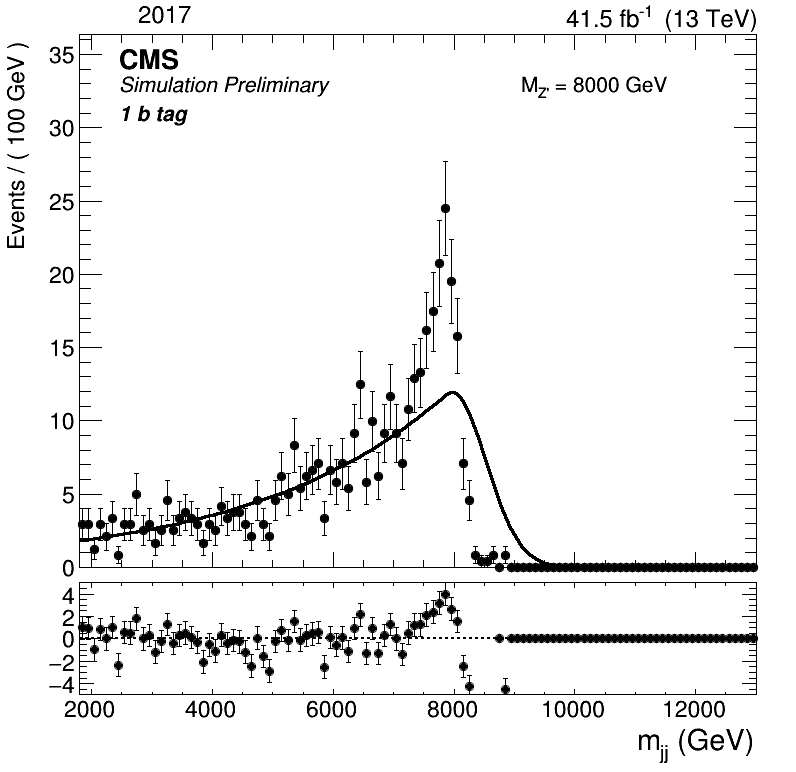 2017 41.5 fb⁻¹ (13 TeV)
Events / ( 100 GeV )
CMS
Simulation Preliminary
1 b tag
M_Z' = 8000 GeV
35
30
25
20
15
10
5
0
4
2
0
−2
−4
2000 4000 6000 8000 10000 12000
m_jj (GeV)